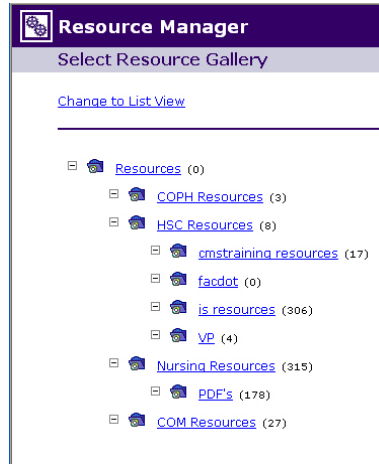 Resource Manager
Select Resource Gallery
Change to List View
Resources (0)
COPH Resources (3)
HSC Resources (8)
cmstraining resources (17)
facdot (0)
is resources (306)
VP (4)
Nursing Resources (315)
PDF's (178)
COM Resources (27)